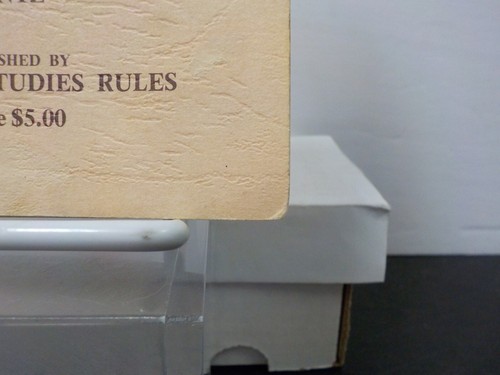 SHED BY
TUDIES RULES
e $5.00